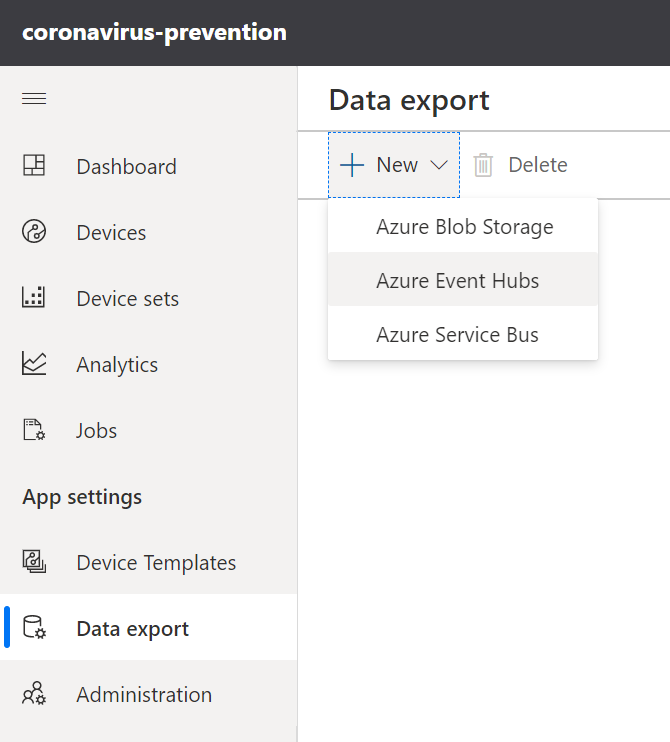 coronavirus-prevention
Dashboard
Devices
Device sets
Analytics
Jobs
App settings
Device Templates
Data export
Administration
Data export
New
Delete
Azure Blob Storage
Azure Event Hubs
Azure Service Bus